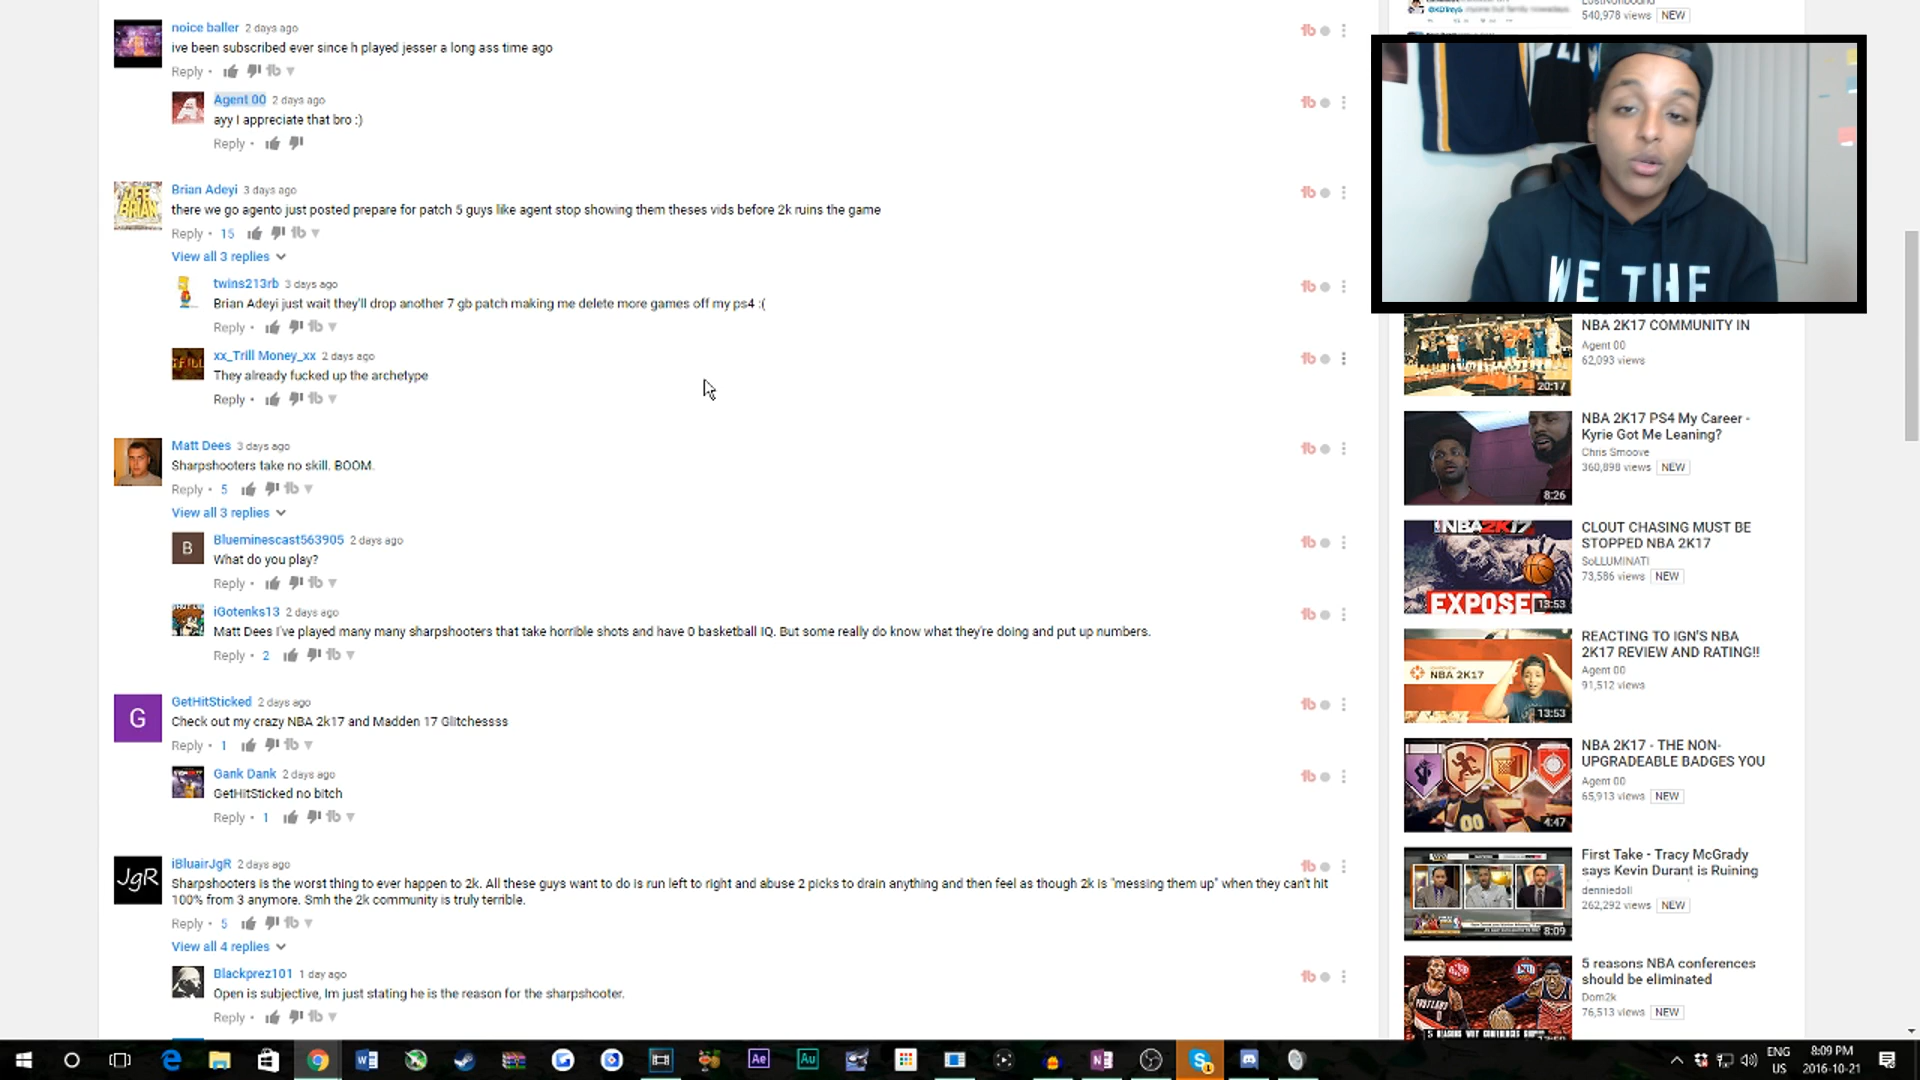 noice baller 2 days ago
ive been subscribed ever since h played jesser a long ass time ago
Reply •
Agent 00 2 days ago
ayy I appreciate that bro :)
Reply •
Brian Adeyi 3 days ago
there we go agento just posted prepare for patch 5 guys like agent stop showing them theses vids before 2k ruins the game
Reply • 15
View all 3 replies
twins213rb 3 days ago
Brian Adeyi just wait they'll drop another 7 gb patch making me delete more games off my ps4 :(
Reply •
xx_Trill Money_xx 2 days ago
They already fucked up the archetype
Reply •
Matt Dees 3 days ago
Sharpshooters take no skill. BOOM.
Reply • 5
View all 3 replies
B
Blueminescast563905 2 days ago
What do you play?
Reply •
iGotenks13 2 days ago
Matt Dees I've played many many sharpshooters that take horrible shots and have 0 basketball IQ. But some really do know what they're doing and put up numbers.
Reply • 2
G
GetHitSticked 2 days ago
Check out my crazy NBA 2k17 and Madden 17 Glitchessss
Reply • 1
Gank Dank 2 days ago
GetHitSticked no bitch
Reply • 1
JgR
iBluairJgR 2 days ago
Sharpshooters is the worst thing to ever happen to 2k. All these guys want to do is run left to right and abuse 2 picks to drain anything and then feel as though 2k is "messing them up" when they can't hit
100% from 3 anymore. Smh the 2k community is truly terrible.
Reply • 5
View all 4 replies
Blackprez101 1 day ago
Open is subjective, Im just stating he is the reason for the sharpshooter.
Reply •
540,978 views NEW
WE THE
NBA 2K17 COMMUNITY IN
Agent 00
62,093 views
20:17
NBA 2K17 PS4 My Career -
Kyrie Got Me Leaning?
Chris Smoove
360,898 views NEW
8:26
CLOUT CHASING MUST BE
STOPPED NBA 2K17
SoLLUMINATI
73,586 views NEW
NBA2K17
EXPOSED
13:53
REACTING TO IGN'S NBA
2K17 REVIEW AND RATING!!
Agent 00
91,512 views
NBA 2K17
13:53
NBA 2K17 - THE NON-
UPGRADEABLE BADGES YOU
Agent 00
65,913 views NEW
00
4:47
First Take - Tracy McGrady
says Kevin Durant is Ruining
denniedoll
262,292 views NEW
8:09
5 reasons NBA conferences
should be eliminated
Dom2k
76,513 views NEW
ENG
US
8:09 PM
2016-10-21